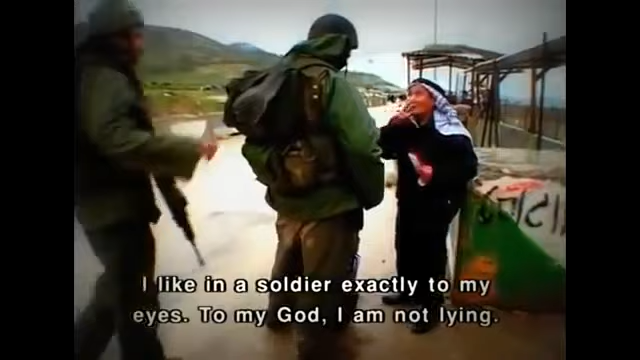 I like in a soldier exactly to my
eyes. To my God, I am not lying.